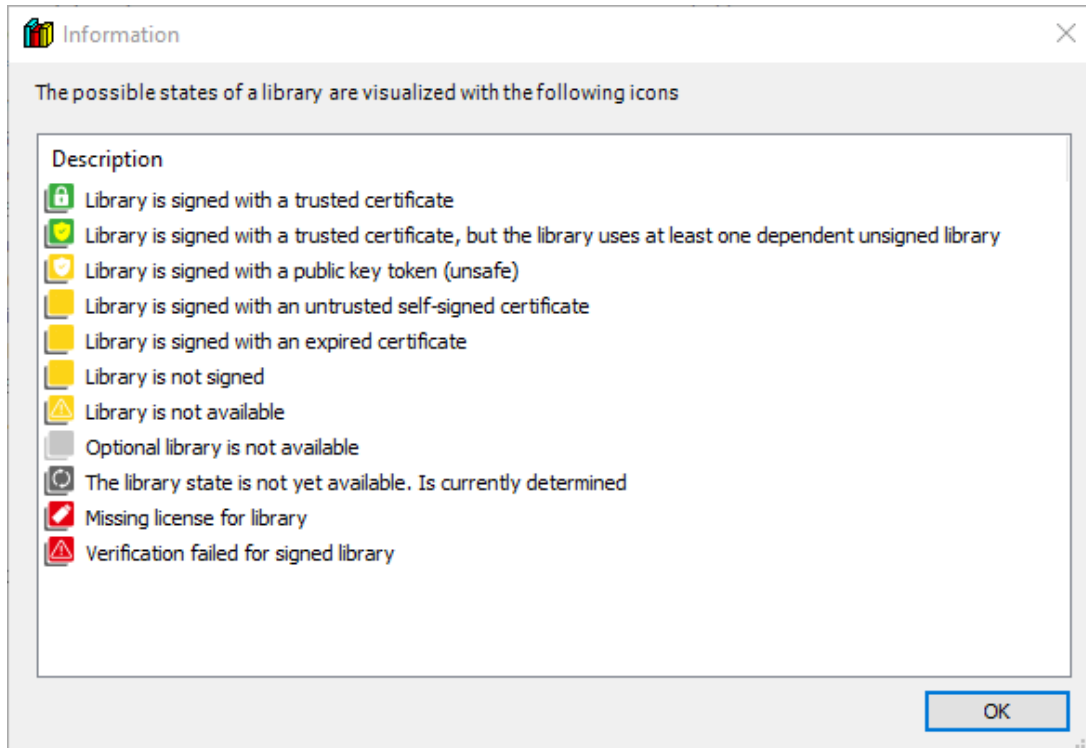 Information
The possible states of a library are visualized with the following icons
Description
Library is signed with a trusted certificate
Library is signed with a trusted certificate, but the library uses at least one dependent unsigned library
Library is signed with a public key token (unsafe)
Library is signed with an untrusted self-signed certificate
Library is signed with an expired certificate
Library is not signed
Library is not available
Optional library is not available
The library state is not yet available. Is currently determined
Missing license for library
Verification failed for signed library
OK